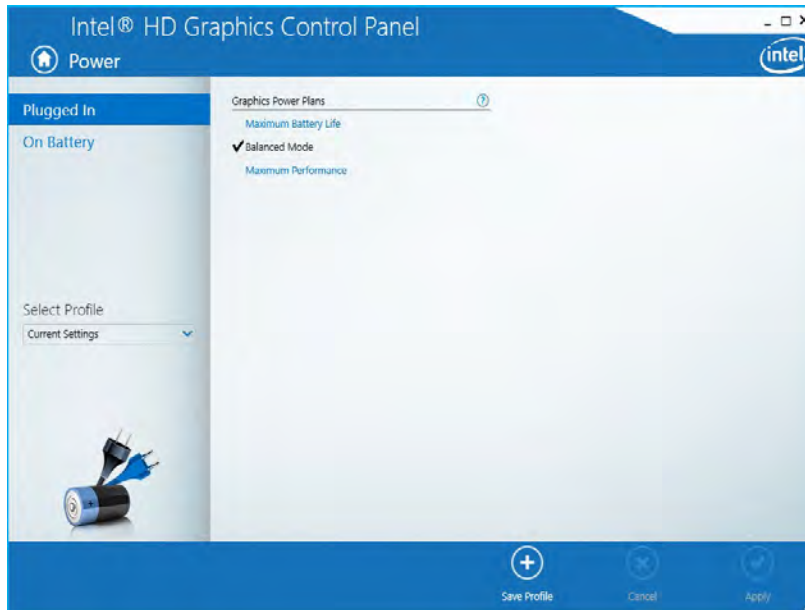 Intel® HD Graphics Control Panel
Power
intel
Plugged In
On Battery
Select Profile
Current Settings
Graphics Power Plans
?
Maximum Battery Life
Balanced Mode
Maximum Performance
Save Profile
Cancel
Apply